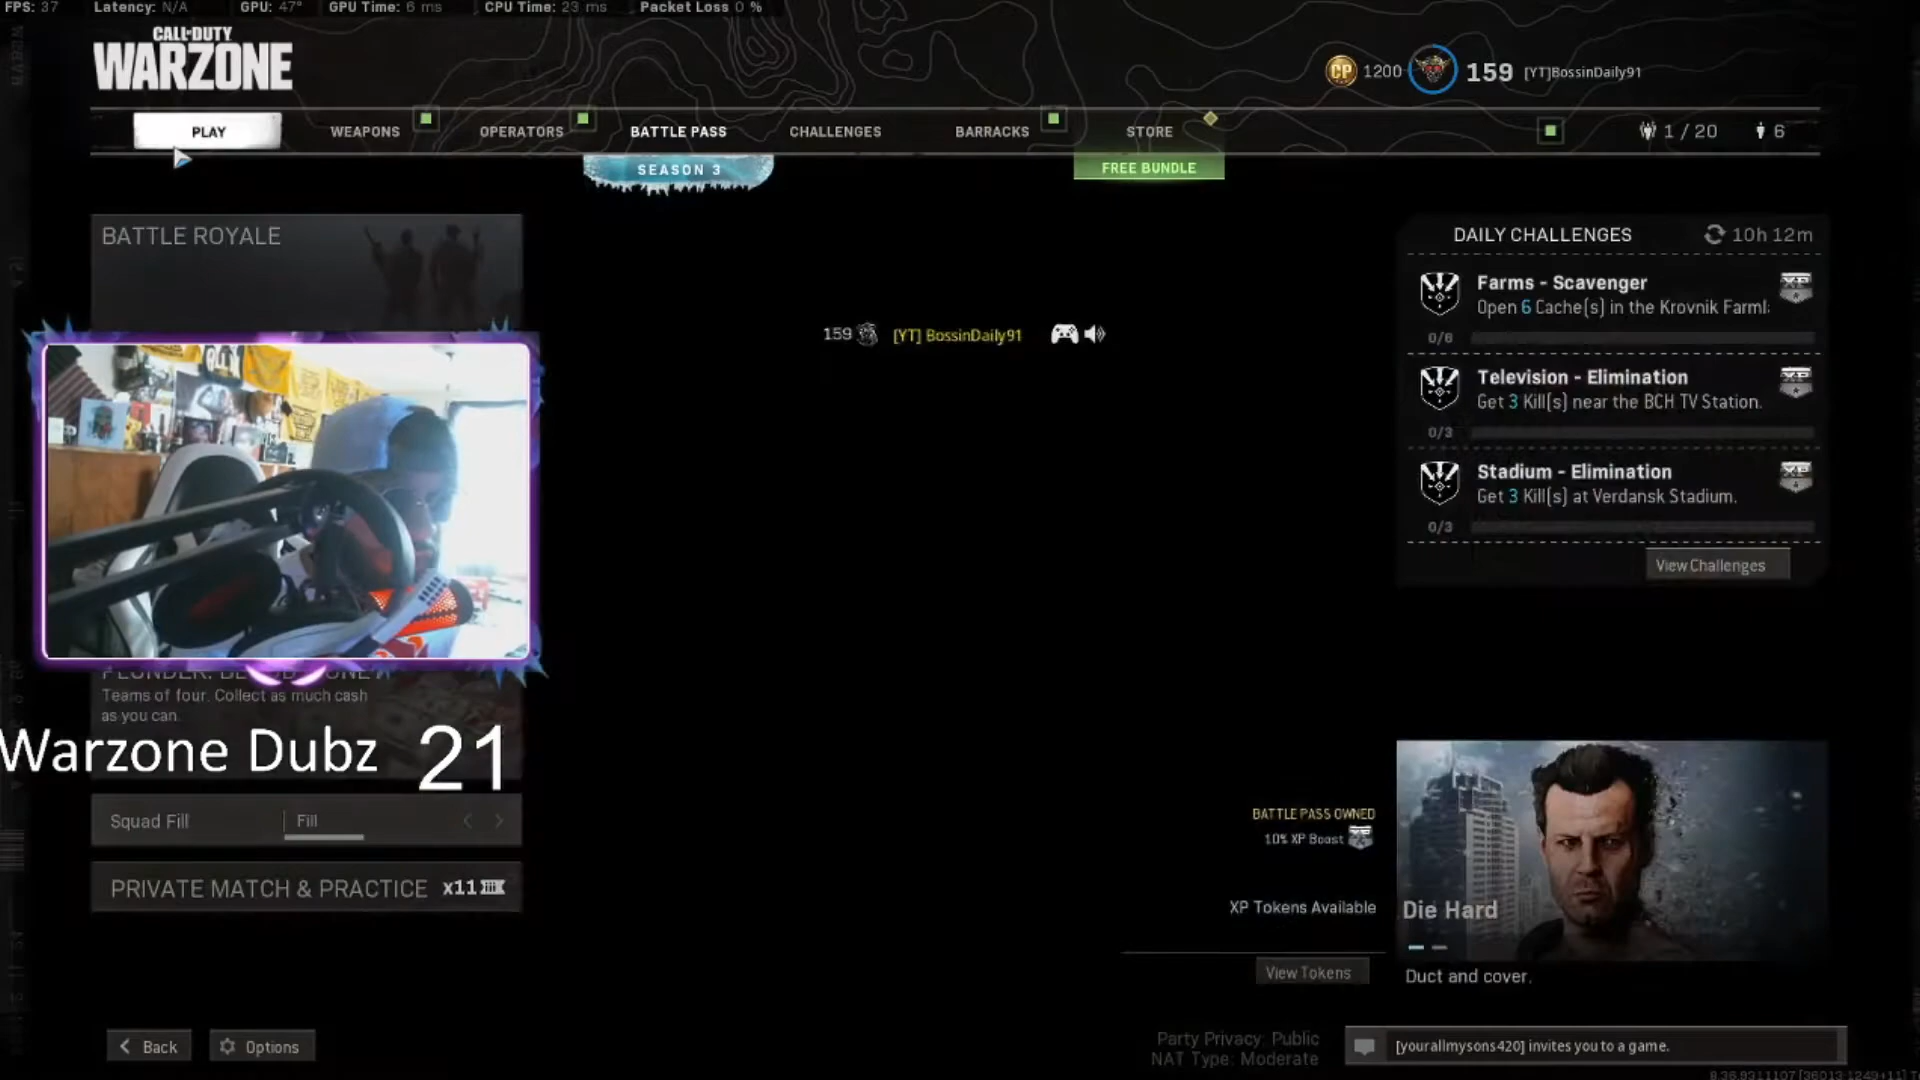 FPS: 37 Latency: N/A GPU: 47° GPU Time: 6 ms CPU Time: 23 ms Packet Loss 0 %
CALL OF DUTY
WARZONE
CP 1200 159 [YT]BossinDaily91
PLAY WEAPONS OPERATORS BATTLE PASS CHALLENGES BARRACKS STORE 1 / 20 6
SEASON 3 FREE BUNDLE
BATTLE ROYALE
159 [YT] BossinDaily91
DAILY CHALLENGES 10h 12m
Farms - Scavenger
Open 6 Cache(s) in the Krovnik Farml
0/6
Television - Elimination
Get 3 Kill(s) near the BCH TV Station.
0/3
Stadium - Elimination
Get 3 Kill(s) at Verdansk Stadium.
0/3
View Challenges
Teams of four. Collect as much cash
as you can.
Warzone Dubz 21
Squad Fill Fill
PRIVATE MATCH & PRACTICE x11
BATTLE PASS OWNED
10% XP Boost
XP Tokens Available
View Tokens
Die Hard
Duct and cover.
Back Options
Party Privacy: Public
NAT Type: Moderate
[yourallmysons420] invites you to a game.